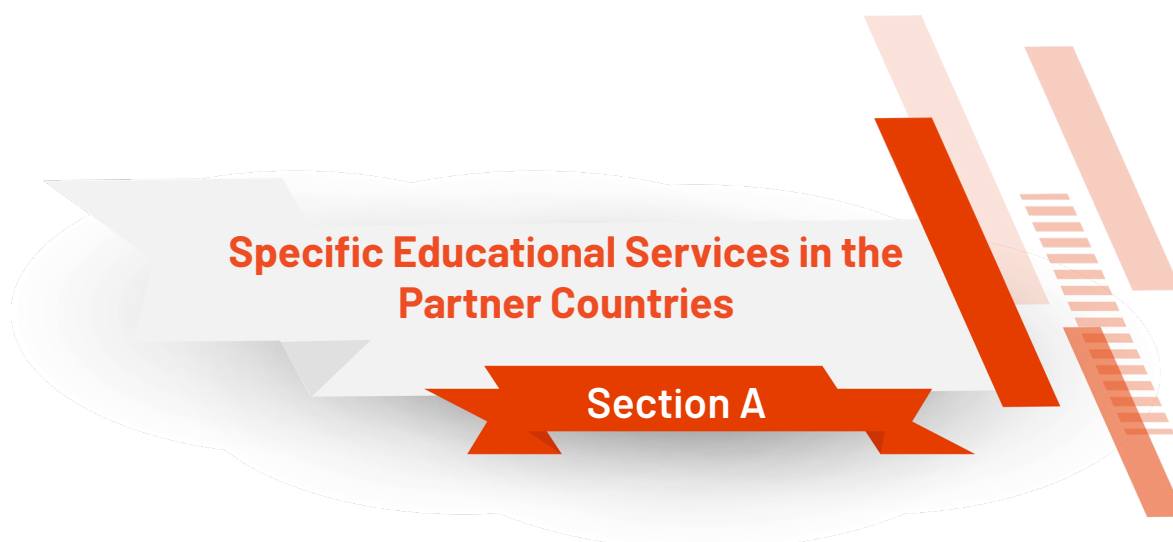 Specific Educational Services in the
Partner Countries
Section A